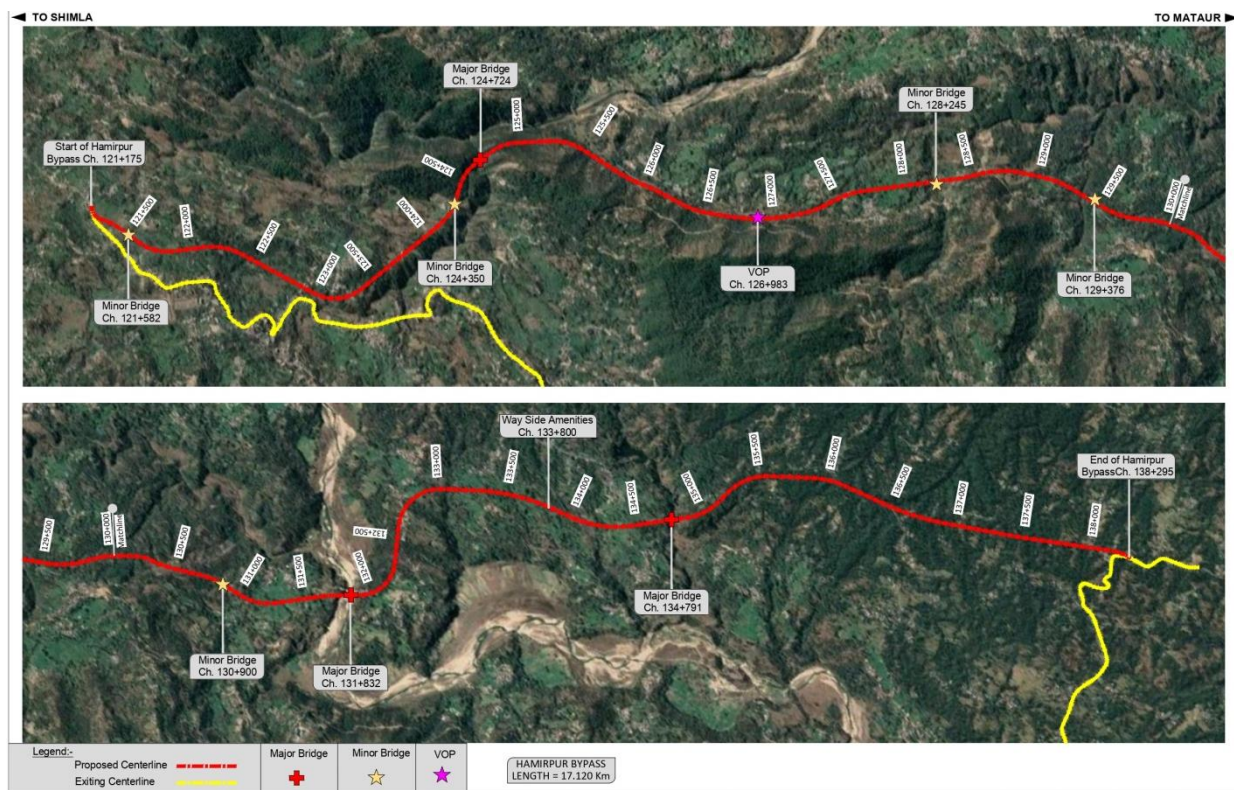 TO SHIMLA
TO MATAUR
Major Bridge
Ch. 124+724
Minor Bridge
Ch. 128+245
Start of Hamirpur
Bypass Ch. 121+175
121+500
122+000
122+500
123+000
123+500
124+000
124+500
125+000
125+500
126+000
126+500
127+000
127+500
128+000
128+500
129+000
129+500
130+000
Matchline
Minor Bridge
Ch. 121+582
Minor Bridge
Ch. 124+350
VOP
Ch. 126+983
Minor Bridge
Ch. 129+376
Way Side Amenities
Ch. 133+800
End of Hamirpur
BypassCh. 138+295
129+500
130+000
Matchline
130+500
131+000
131+500
132+000
132+500
133+000
133+500
134+000
134+500
135+000
135+500
136+000
136+500
137+000
137+500
138+000
Minor Bridge
Ch. 130+900
Major Bridge
Ch. 131+832
Major Bridge
Ch. 134+791
Legend:-
Proposed Centerline
Exiting Centerline
Major Bridge
Minor Bridge
VOP
HAMIRPUR BYPASS
LENGTH = 17.120 Km